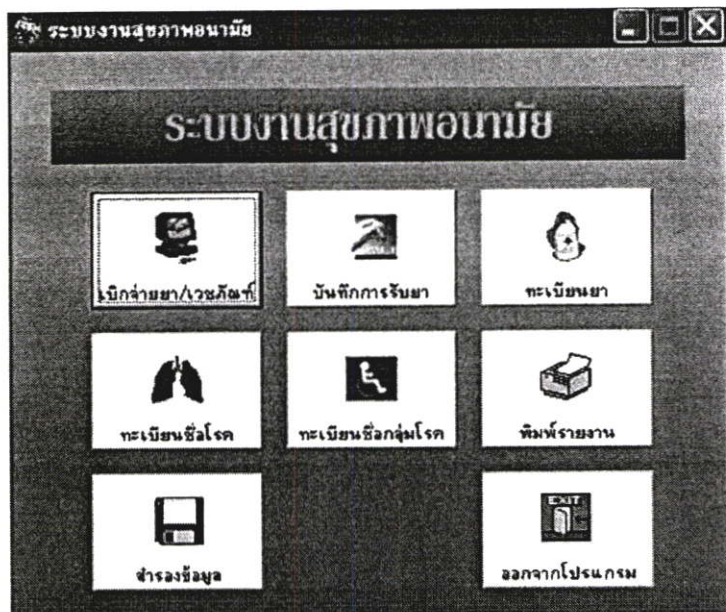 ระบบงานสุขภาพอนามัย
ระบบงานสุขภาพอนามัย
เบิกจ่ายยา/เวชภัณฑ์
บันทึกการรับยา
ทะเบียนยา
ทะเบียนชื่อโรค
ทะเบียนชื่อกลุ่มโรค
พิมพ์รายงาน
สำรองข้อมูล
EXIT
ออกจากโปรแกรม